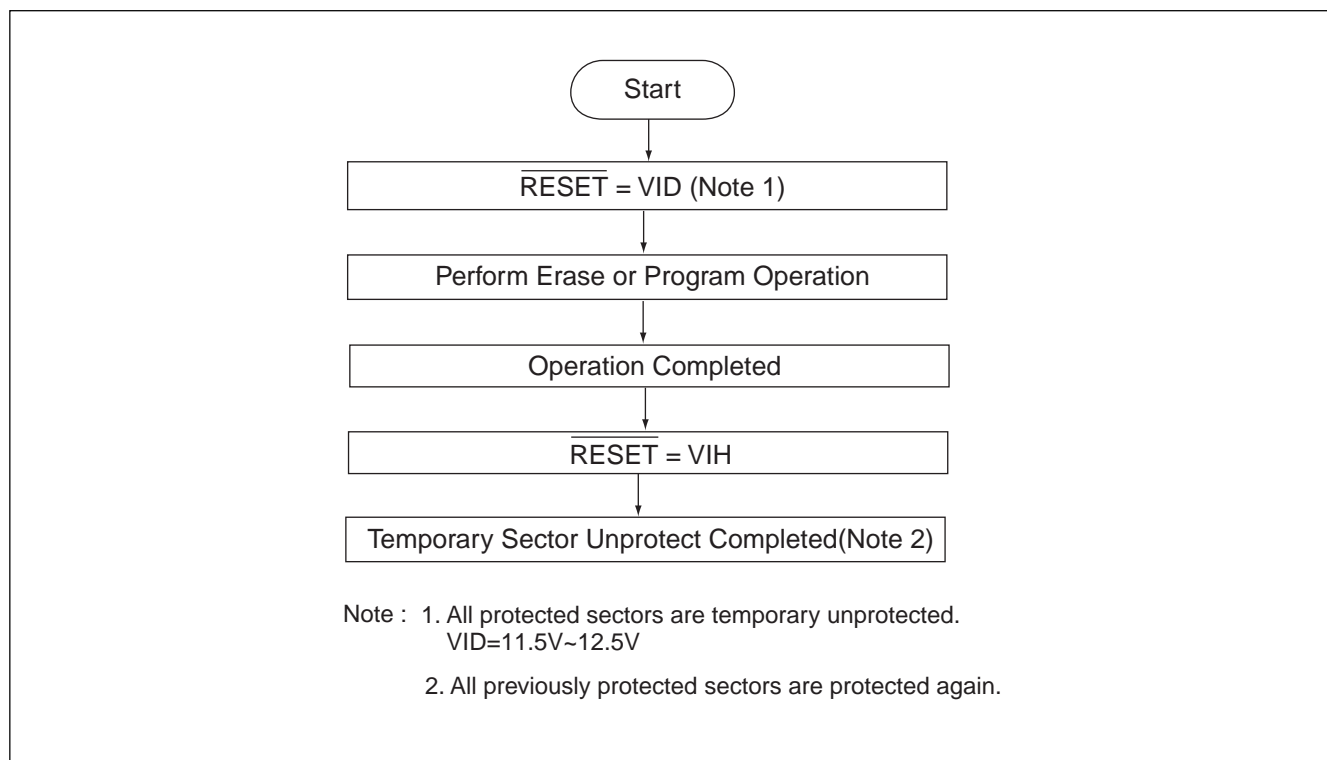 Start
RESET = VID (Note 1)
Perform Erase or Program Operation
Operation Completed
RESET = VIH
Temporary Sector Unprotect Completed(Note 2)
Note : 1. All protected sectors are temporary unprotected.
VID=11.5V~12.5V
2. All previously protected sectors are protected again.